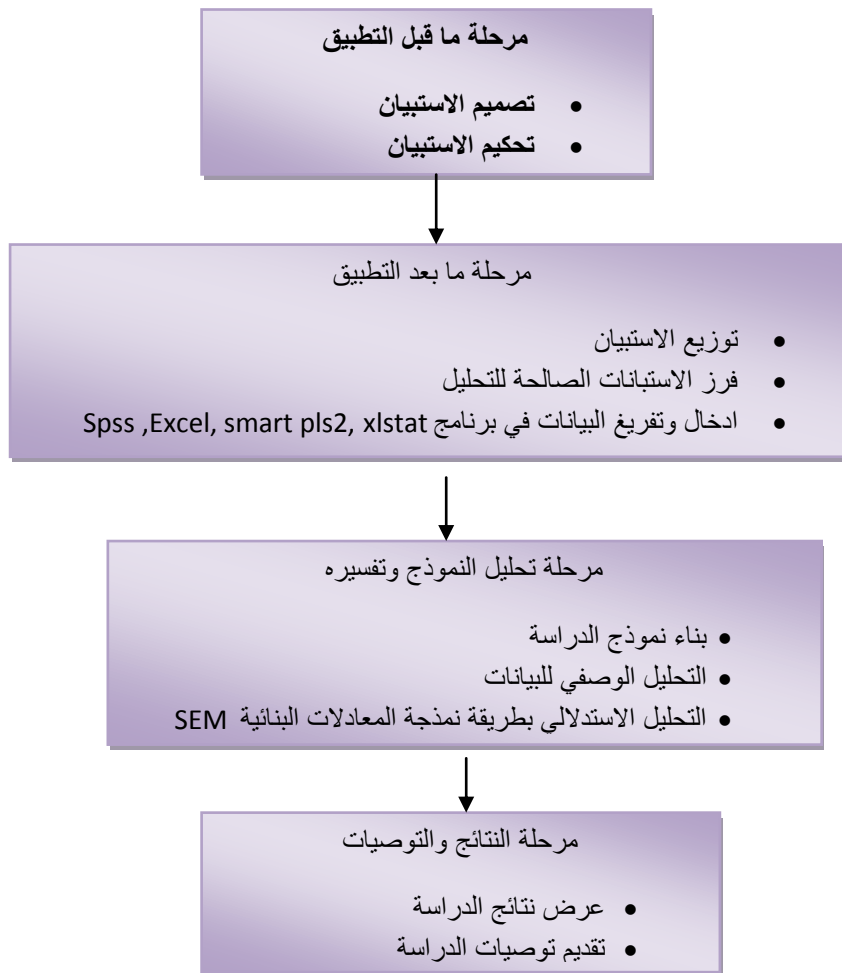 مرحلة ما قبل التطبيق
• تصميم الاستبيان
• تحكيم الاستبيان
مرحلة ما بعد التطبيق
• توزيع الاستبيان
• فرز الاستبانات الصالحة للتحليل
• ادخال وتفريغ البيانات في برنامج Spss ,Excel, smart pls2, xlstat
مرحلة تحليل النموذج وتفسيره
• بناء نموذج الدراسة
• التحليل الوصفي للبيانات
• التحليل الاستدلالي بطريقة نمذجة المعادلات البنائية SEM
مرحلة النتائج والتوصيات
• عرض نتائج الدراسة
• تقديم توصيات الدراسة